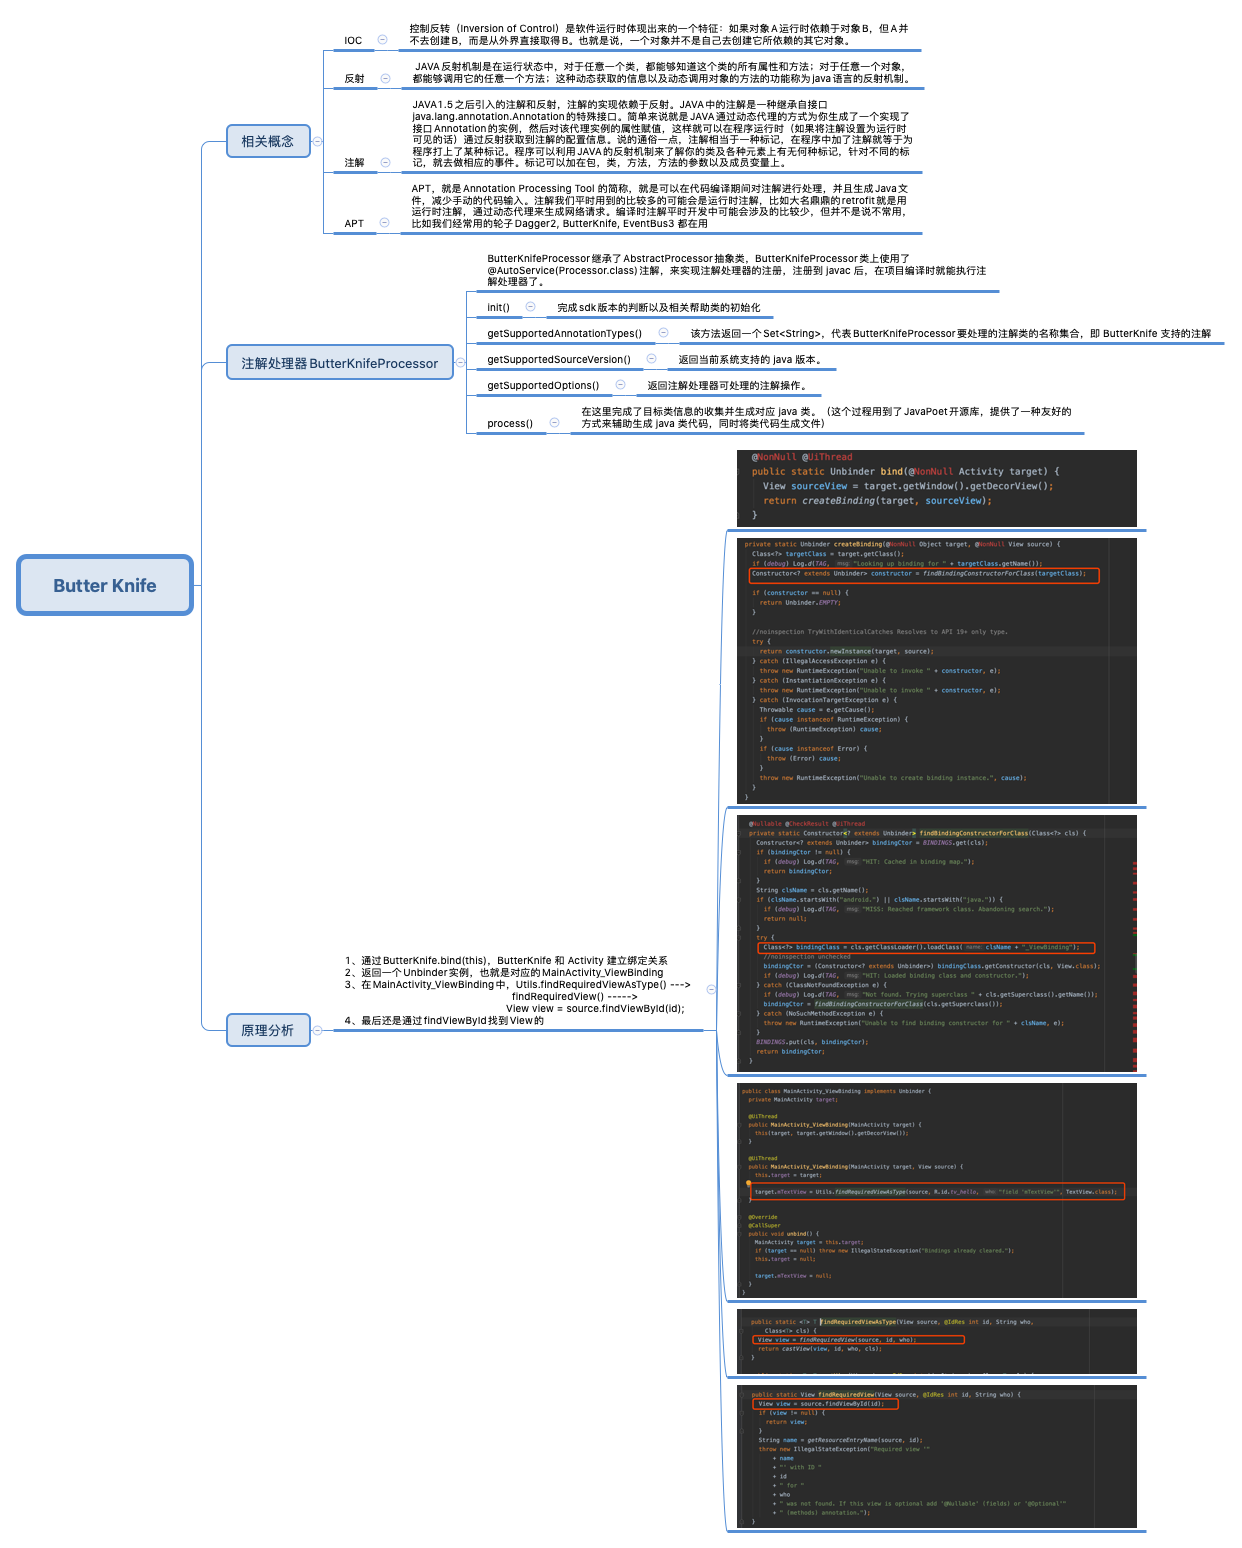 Butter Knife
相关概念
IOC
控制反转（Inversion of Control）是软件运行时体现出来的一个特征：如果对象A运行时依赖于对象B，但A并
不去创建B，而是从外界直接取得B。也就是说，一个对象并不是自己去创建它所依赖的其它对象。
反射
JAVA反射机制是在运行状态中，对于任意一个类，都能够知道这个类的所有属性和方法；对于任意一个对象，
都能够调用它的任意一个方法；这种动态获取的信息以及动态调用对象的方法的功能称为java语言的反射机制。
注解
JAVA1.5之后引入的注解和反射，注解的实现依赖于反射。JAVA中的注解是一种继承自接口
java.lang.annotation.Annotation的特殊接口。简单来说就是JAVA通过动态代理的方式为你生成了一个实现了
接口Annotation的实例，然后对该代理实例的属性赋值，这样就可以在程序运行时（如果将注解设置为运行时
可见的话）通过反射获取到注解的配置信息。说的通俗一点，注解相当于一种标记，在程序中加了注解就等于为
程序打上了某种标记。程序可以利用JAVA的反射机制来了解你的类及各种元素上有无何种标记，针对不同的标
记，就去做相应的事件。标记可以加在包，类，方法，方法的参数以及成员变量上。
APT
APT，就是Annotation Processing Tool 的简称，就是可以在代码编译期间对注解进行处理，并且生成Java文
件，减少手动的代码输入。注解我们平时用到的比较多的可能会是运行时注解，比如大名鼎鼎的retrofit就是用
运行时注解，通过动态代理来生成网络请求。编译时注解平时开发中可能会涉及的比较少，但并不是说不常用，
比如我们经常用的轮子Dagger2, ButterKnife, EventBus3 都在用
注解处理器ButterKnifeProcessor
ButterKnifeProcessor继承了AbstractProcessor抽象类，ButterKnifeProcessor类上使用了
@AutoService(Processor.class)注解，来实现注解处理器的注册，注册到 javac 后，在项目编译时就能执行注
解处理器了。
init()
完成sdk版本的判断以及相关帮助类的初始化
getSupportedAnnotationTypes()
该方法返回一个Set<String>，代表ButterKnifeProcessor要处理的注解类的名称集合，即 ButterKnife 支持的注解
getSupportedSourceVersion()
返回当前系统支持的 java 版本。
getSupportedOptions()
返回注解处理器可处理的注解操作。
process()
在这里完成了目标类信息的收集并生成对应 java 类。（这个过程用到了JavaPoet开源库，提供了一种友好的
方式来辅助生成 java 类代码，同时将类代码生成文件）
原理分析
1、通过ButterKnife.bind(this)，ButterKnife 和 Activity 建立绑定关系
2、返回一个Unbinder实例，也就是对应的MainActivity_ViewBinding
3、在MainActivity_ViewBinding中，Utils.findRequiredViewAsType() --->
findRequiredView() ----->
View view = source.findViewById(id);
4、最后还是通过findViewById找到View的
@NonNull @UiThread
public static Unbinder bind(@NonNull Activity target) {
View sourceView = target.getWindow().getDecorView();
return createBinding(target, sourceView);
}
private static Unbinder createBinding(@NonNull Object target, @NonNull View source) {
Class<?> targetClass = target.getClass();
if (debug) Log.d(TAG, msg: "Looking up binding for " + targetClass.getName());
Constructor<? extends Unbinder> constructor = findBindingConstructorForClass(targetClass);
if (constructor == null) {
return Unbinder.EMPTY;
}
//noinspection TryWithIdenticalCatches Resolves to API 19+ only type.
try {
return constructor.newInstance(target, source);
} catch (IllegalAccessException e) {
throw new RuntimeException("Unable to invoke " + constructor, e);
} catch (InstantiationException e) {
throw new RuntimeException("Unable to invoke " + constructor, e);
} catch (InvocationTargetException e) {
Throwable cause = e.getCause();
if (cause instanceof RuntimeException) {
throw (RuntimeException) cause;
}
if (cause instanceof Error) {
throw (Error) cause;
}
throw new RuntimeException("Unable to create binding instance.", cause);
}
}
@Nullable @CheckResult @UiThread
private static Constructor<? extends Unbinder> findBindingConstructorForClass(Class<?> cls) {
Constructor<? extends Unbinder> bindingCtor = BINDINGS.get(cls);
if (bindingCtor != null) {
if (debug) Log.d(TAG, msg: "HIT: Cached in binding map.");
return bindingCtor;
}
String clsName = cls.getName();
if (clsName.startsWith("android.") || clsName.startsWith("java.")) {
if (debug) Log.d(TAG, msg: "MISS: Reached framework class. Abandoning search.");
return null;
}
try {
Class<?> bindingClass = cls.getClassLoader().loadClass( name: clsName + "_ViewBinding");
//noinspection unchecked
bindingCtor = (Constructor<? extends Unbinder>) bindingClass.getConstructor(cls, View.class);
if (debug) Log.d(TAG, msg: "HIT: Loaded binding class and constructor.");
} catch (ClassNotFoundException e) {
if (debug) Log.d(TAG, msg: "Not found. Trying superclass " + cls.getSuperclass().getName());
bindingCtor = findBindingConstructorForClass(cls.getSuperclass());
} catch (NoSuchMethodException e) {
throw new RuntimeException("Unable to find binding constructor for " + clsName, e);
}
BINDINGS.put(cls, bindingCtor);
return bindingCtor;
}
public class MainActivity_ViewBinding implements Unbinder {
private MainActivity target;
@UiThread
public MainActivity_ViewBinding(MainActivity target) {
this(target, target.getWindow().getDecorView());
}
@UiThread
public MainActivity_ViewBinding(MainActivity target, View source) {
this.target = target;
target.mTextView = Utils.findRequiredViewAsType(source, R.id.tv_hello, who: "field 'mTextView'", TextView.class);
}
@Override
@CallSuper
public void unbind() {
MainActivity target = this.target;
if (target == null) throw new IllegalStateException("Bindings already cleared.");
this.target = null;
target.mTextView = null;
}
}
public static <T> T findRequiredViewAsType(View source, @IdRes int id, String who,
Class<T> cls) {
View view = findRequiredView(source, id, who);
return castView(view, id, who, cls);
}
public static View findRequiredView(View source, @IdRes int id, String who) {
View view = source.findViewById(id);
if (view != null) {
return view;
}
String name = getResourceEntryName(source, id);
throw new IllegalStateException("Required view '"
+ name
+ "' with ID "
+ id
+ " for "
+ who
+ " was not found. If this view is optional add '@Nullable' (fields) or '@Optional'"
+ " (methods) annotation.");
}